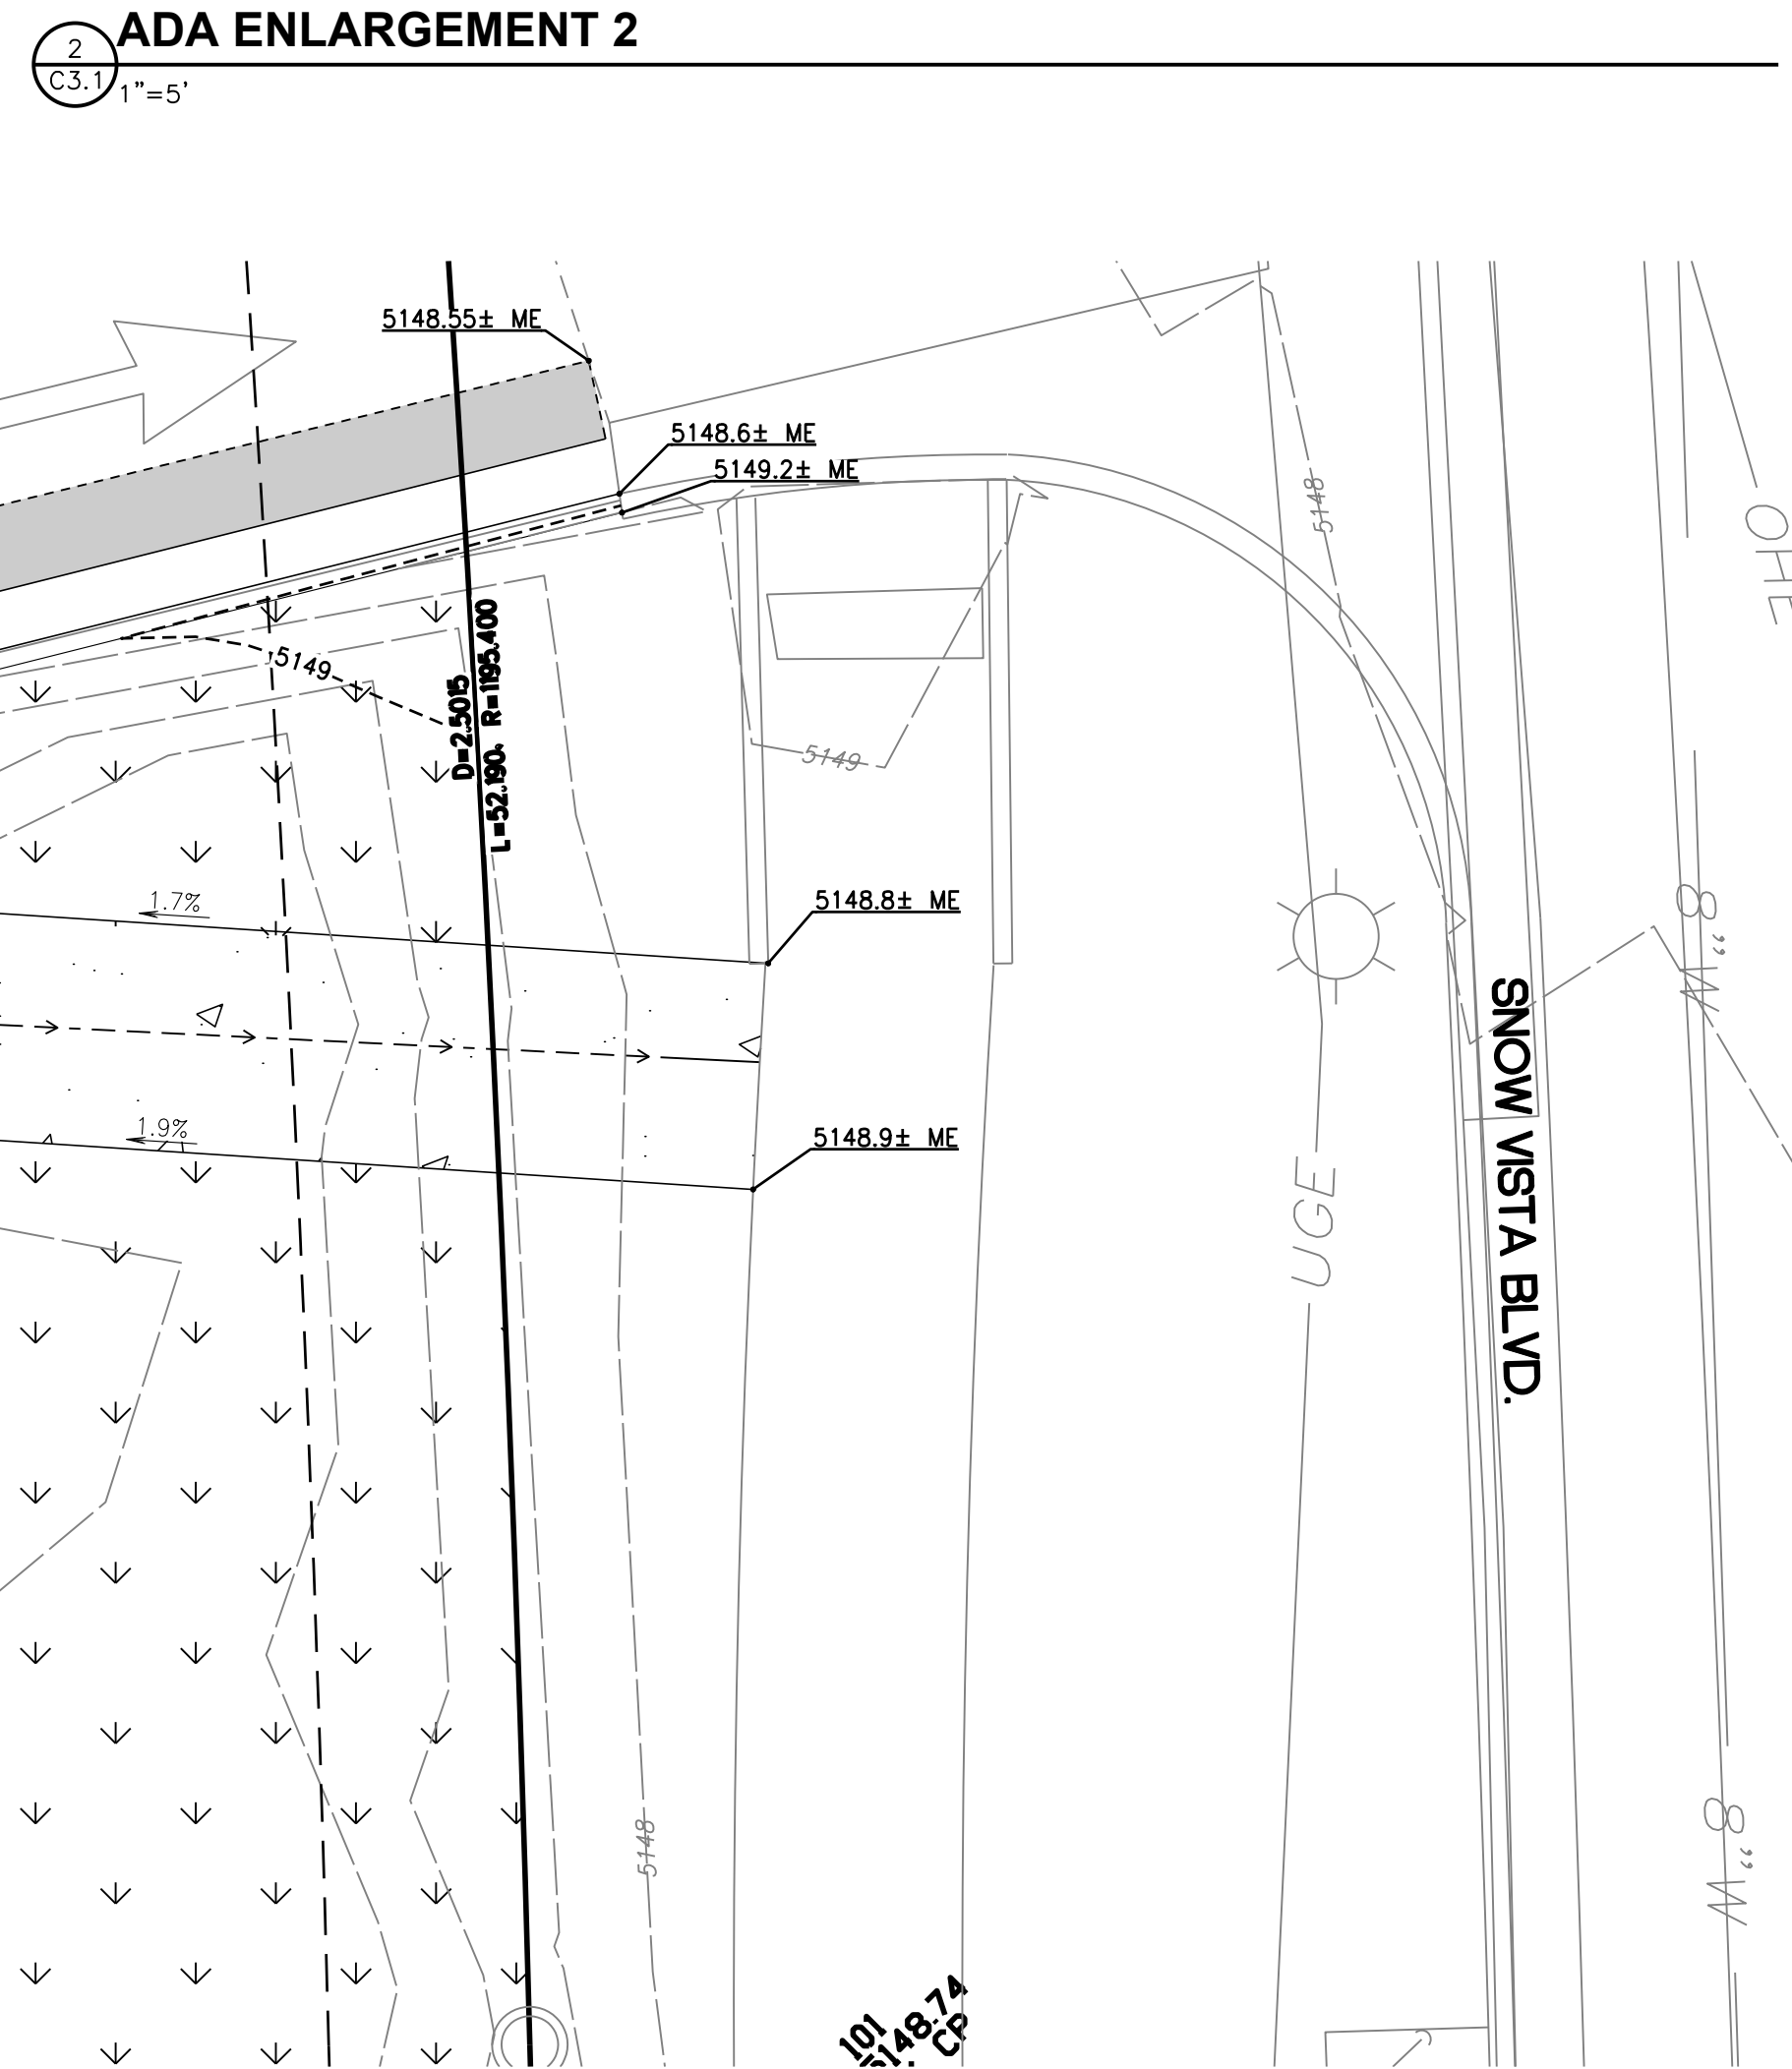 ADA ENLARGEMENT 2
2
C3.1
1"=5'
5148.55± ME
5148.6± ME
5149.2± ME
5148
OHL
5149
D=2.5015
L=52.190, R=1195.400
5149
1.7%
5148.8± ME
8"W
SNOW VISTA BLVD.
1.9%
5148.9± ME
UGE
5148
8"W
101
5148.74
CP